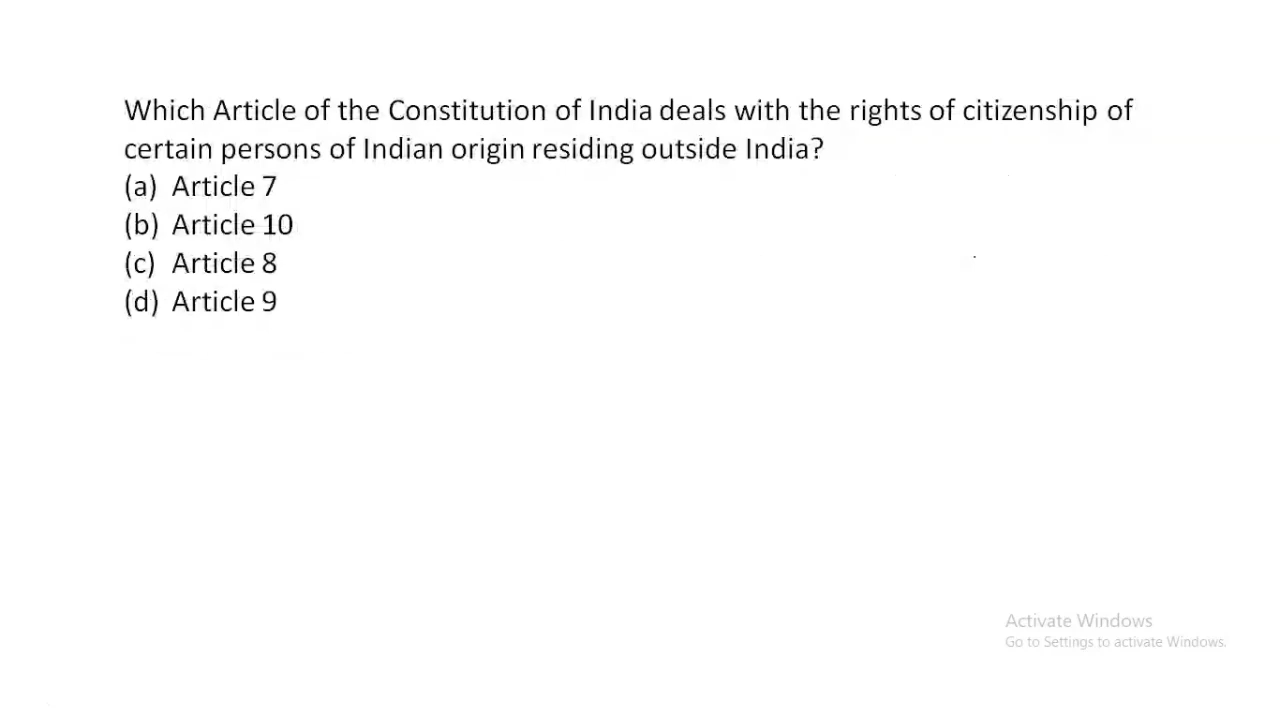 Which Article of the Constitution of India deals with the rights of citizenship of
certain persons of Indian origin residing outside India?
(a) Article 7
(b) Article 10
(c) Article 8
(d) Article 9
Activate Windows
Go to Settings to activate Windows.